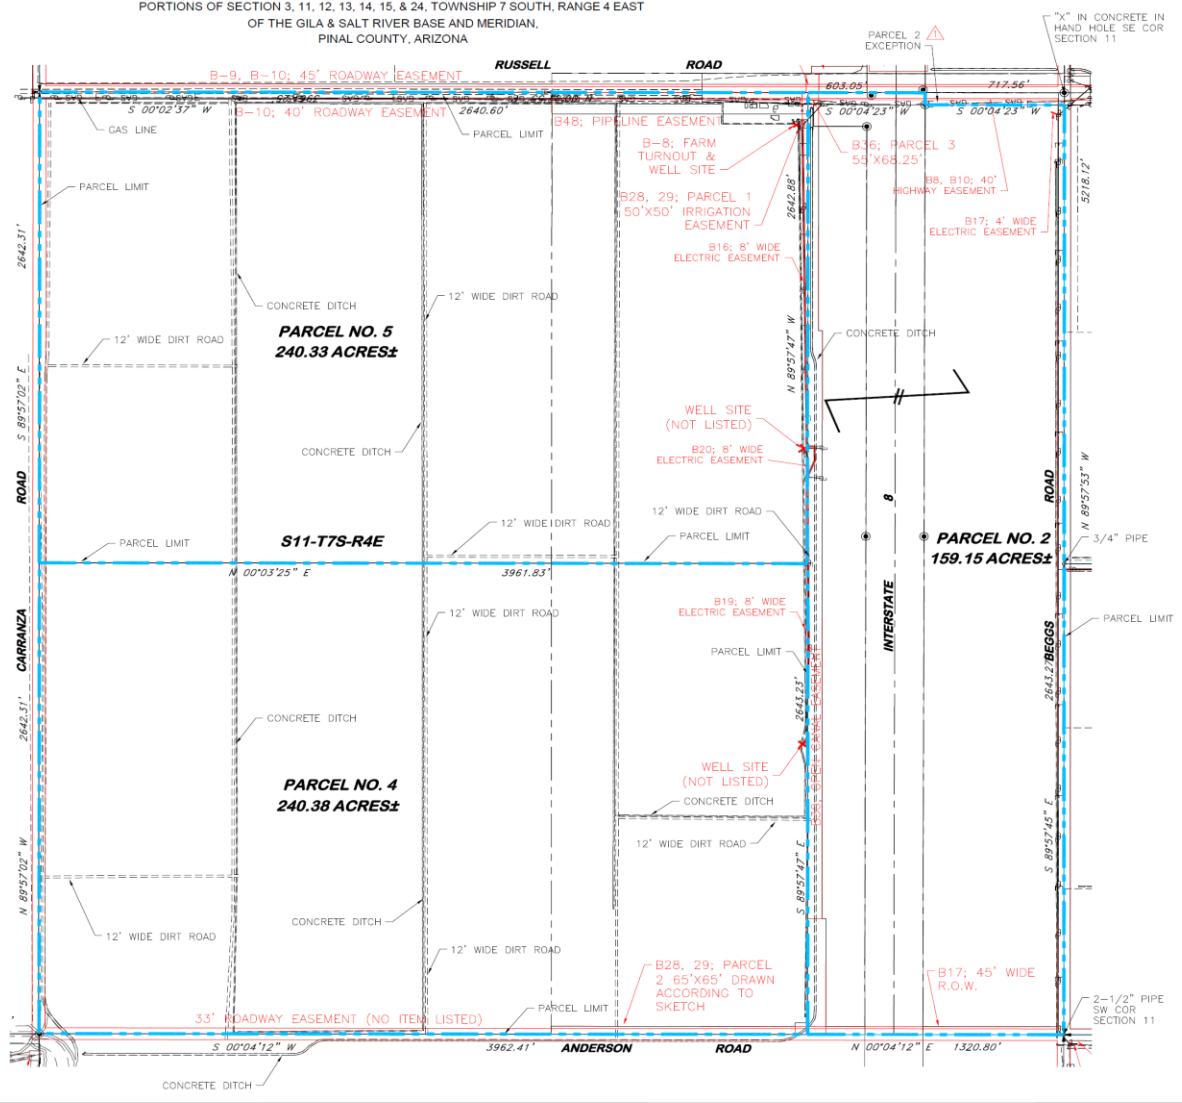 PORTIONS OF SECTION 3, 11, 12, 13, 14, 15, & 24, TOWNSHIP 7 SOUTH, RANGE 4 EAST
OF THE GILA & SALT RIVER BASE AND MERIDIAN,
PINAL COUNTY, ARIZONA
"X" IN CONCRETE IN
HAND HOLE SE COR
SECTION 11
PARCEL 2
EXCEPTION
1
RUSSELL ROAD
B-9, B-10; 45' ROADWAY EASEMENT
603.05'
717.56'
B-10; 40' ROADWAY EASEMENT
S 00°02'37" W
2640.60
S 00°04'23" W
S 00°04'23" W
GAS LINE
PARCEL LIMIT
B48; PIPELINE EASEMENT
B-8; FARM
TURNOUT &
WELL SITE
B36; PARCEL 3
55'X68.25'
B8, B10; 40'
HIGHWAY EASEMENT
5218.12'
PARCEL LIMIT
2642.88'
B28, 29; PARCEL 1
50'X50' IRRIGATION
EASEMENT
B17; 4' WIDE
ELECTRIC EASEMENT
2642.31'
B16; 8' WIDE
ELECTRIC EASEMENT
CONCRETE DITCH
12' WIDE DIRT ROAD
PARCEL NO. 5
240.33 ACRES±
12' WIDE DIRT ROAD
N 89°57'47" W
CONCRETE DITCH
S 89°57'02" E
WELL SITE
(NOT LISTED)
CONCRETE DITCH
B20; 8' WIDE
ELECTRIC EASEMENT
ROAD
ROAD
N 89°57'53" W
8
12' WIDE DIRT ROAD
12' WIDE DIRT ROAD
PARCEL LIMIT
S11-T7S-R4E
PARCEL LIMIT
PARCEL NO. 2
159.15 ACRES±
3/4" PIPE
N 00°03'25" E
3961.83'
INTERSTATE
B19; 8' WIDE
ELECTRIC EASEMENT
12' WIDE DIRT ROAD
PARCEL LIMIT
CARRANZA
BEGGS
PARCEL LIMIT
2643.27'
2643.23'
2642.31'
CONCRETE DITCH
WELL SITE
(NOT LISTED)
PARCEL NO. 4
240.38 ACRES±
CONCRETE DITCH
12' WIDE DIRT ROAD
S 89°57'45" E
N 89°57'02" W
S 89°57'47" E
CONCRETE DITCH
12' WIDE DIRT ROAD
12' WIDE DIRT ROAD
B28, 29; PARCEL
2 65'X65' DRAWN
ACCORDING TO
SKETCH
B17; 45' WIDE
R.O.W.
2-1/2" PIPE
SW COR
SECTION 11
PARCEL LIMIT
33' ROADWAY EASEMENT (NO ITEM LISTED)
S 00°04'12" W
3962.41'
ANDERSON ROAD
N 00°04'12" E
1320.80'
CONCRETE DITCH